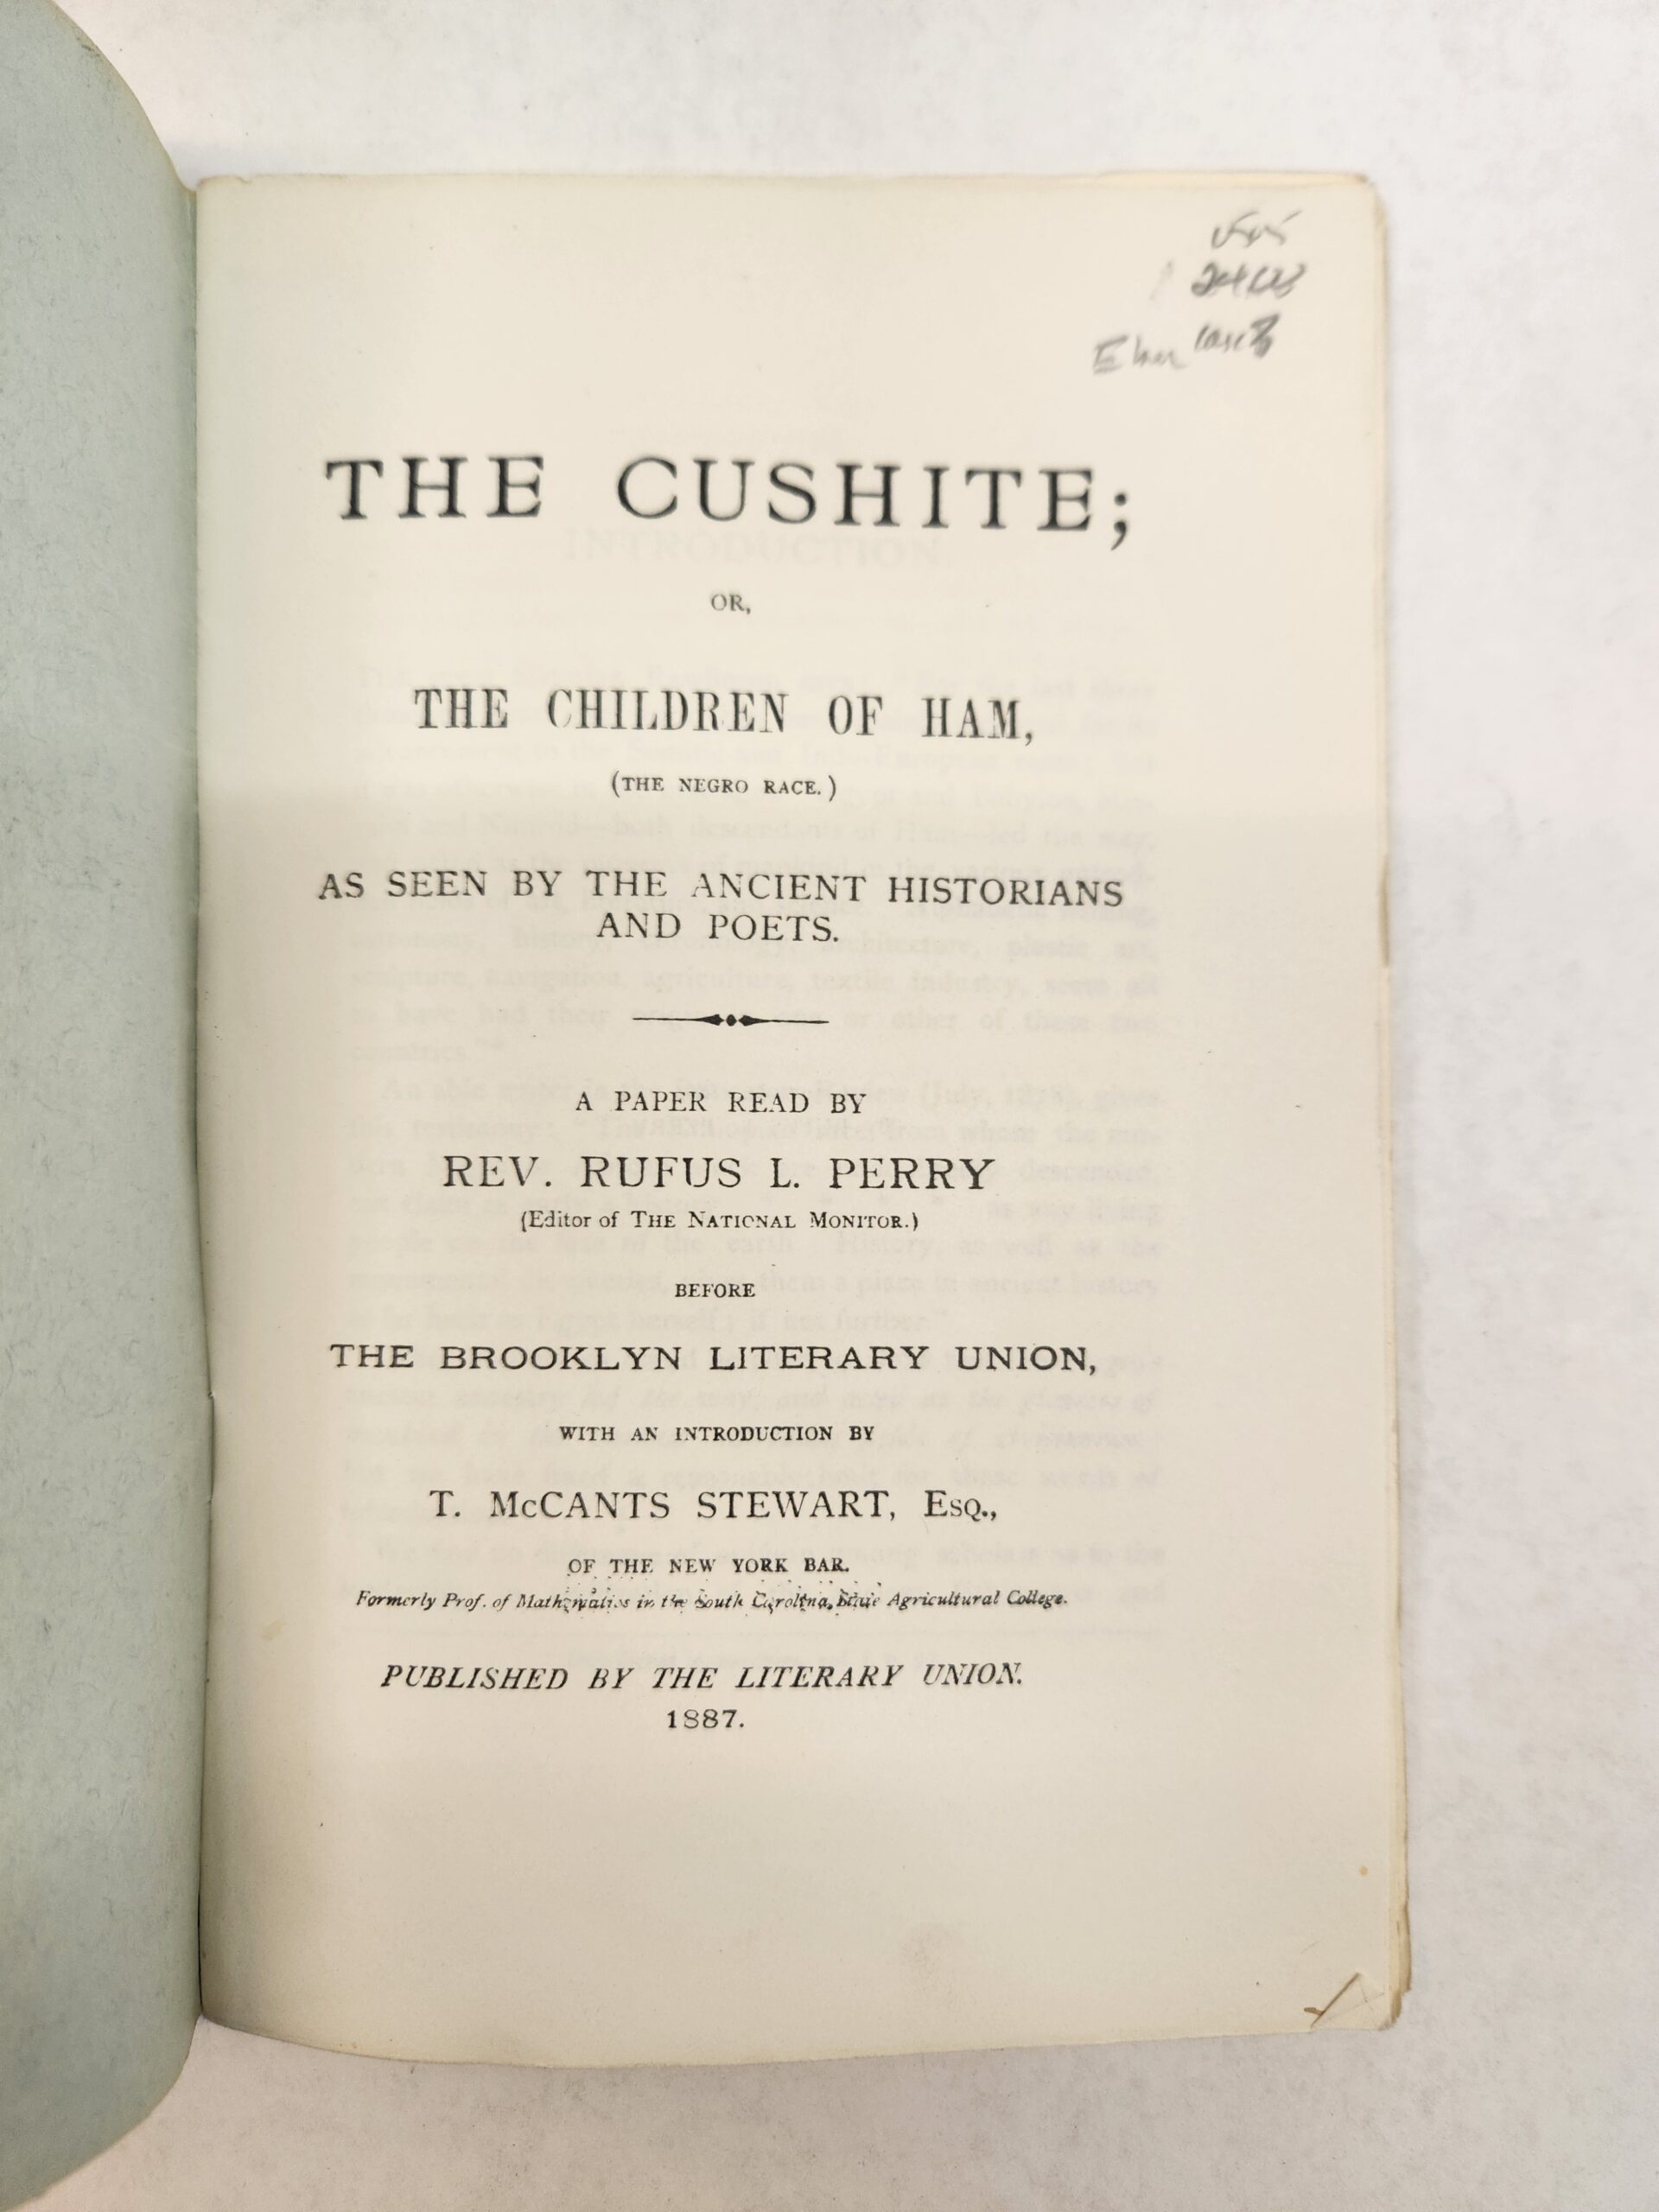 THE CUSHITE;
OR,
THE CHILDREN OF HAM,
(THE NEGRO RACE.)
AS SEEN BY THE ANCIENT HISTORIANS
AND POETS.
A PAPER READ BY
REV. RUFUS L. PERRY
(Editor of THE NATIONAL MONITOR.)
BEFORE
THE BROOKLYN LITERARY UNION,
WITH AN INTRODUCTION BY
T. McCANTS STEWART, Esq.,
OF THE NEW YORK BAR.
Formerly Prof. of Mathematics in the South Carolina State Agricultural College.
PUBLISHED BY THE LITERARY UNION.
1887.